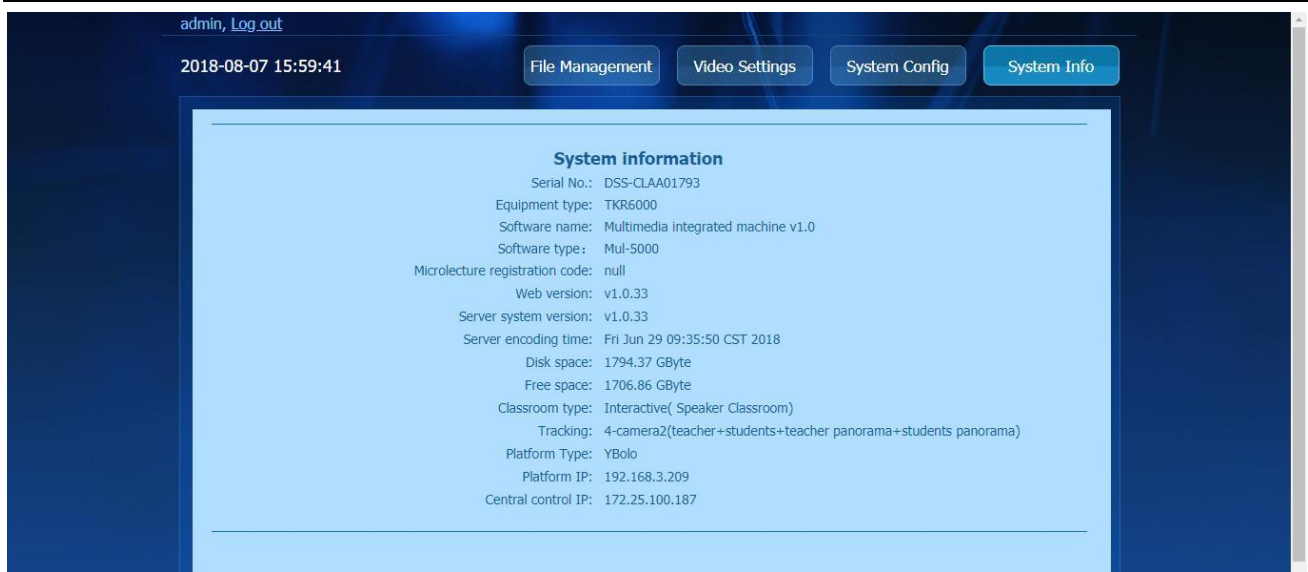 admin, Log out
2018-08-07 15:59:41 File Management Video Settings System Config System Info
System information
Serial No.: DSS-CLAA01793
Equipment type: TKR6000
Software name: Multimedia integrated machine v1.0
Software type： Mul-5000
Microlecture registration code: null
Web version: v1.0.33
Server system version: v1.0.33
Server encoding time: Fri Jun 29 09:35:50 CST 2018
Disk space: 1794.37 GByte
Free space: 1706.86 GByte
Classroom type: Interactive( Speaker Classroom)
Tracking: 4-camera2(teacher+students+teacher panorama+students panorama)
Platform Type: YBolo
Platform IP: 192.168.3.209
Central control IP: 172.25.100.187